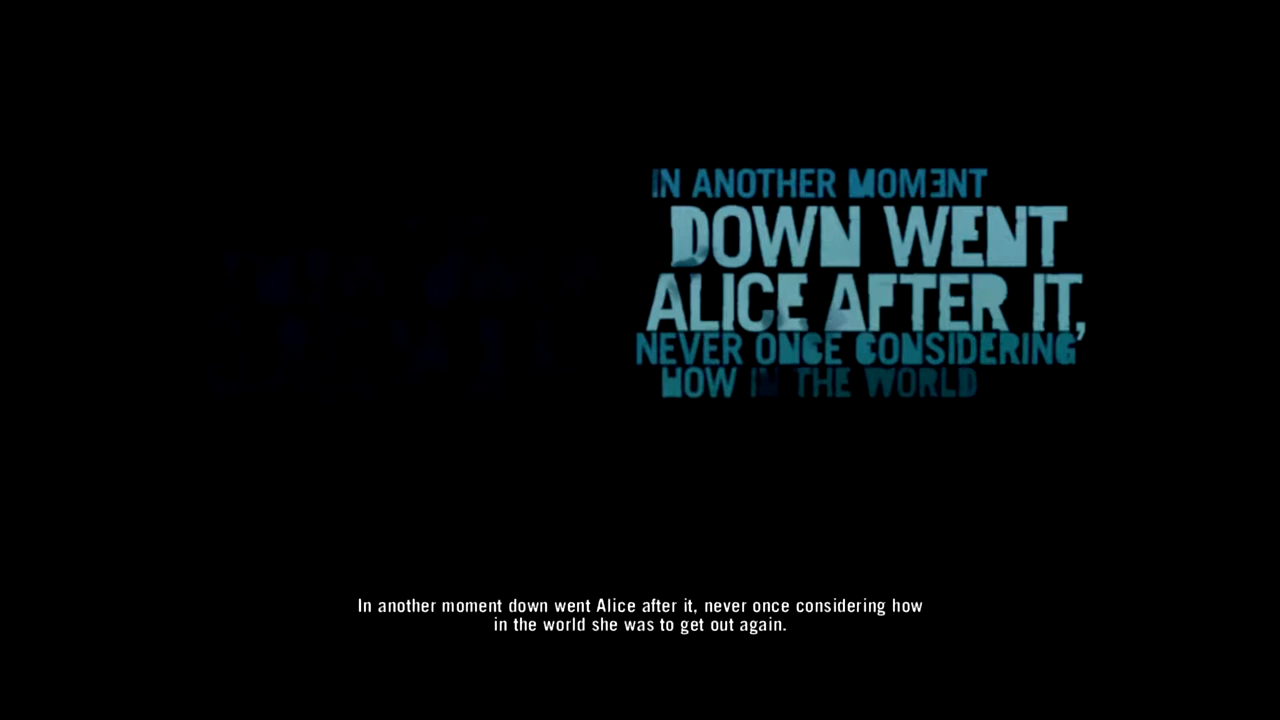 IN ANOTHER MOMENT
DOWN WENT
ALICE AFTER IT,
NEVER ONCE CONSIDERING
HOW IN THE WORLD
In another moment down went Alice after it, never once considering how
in the world she was to get out again.